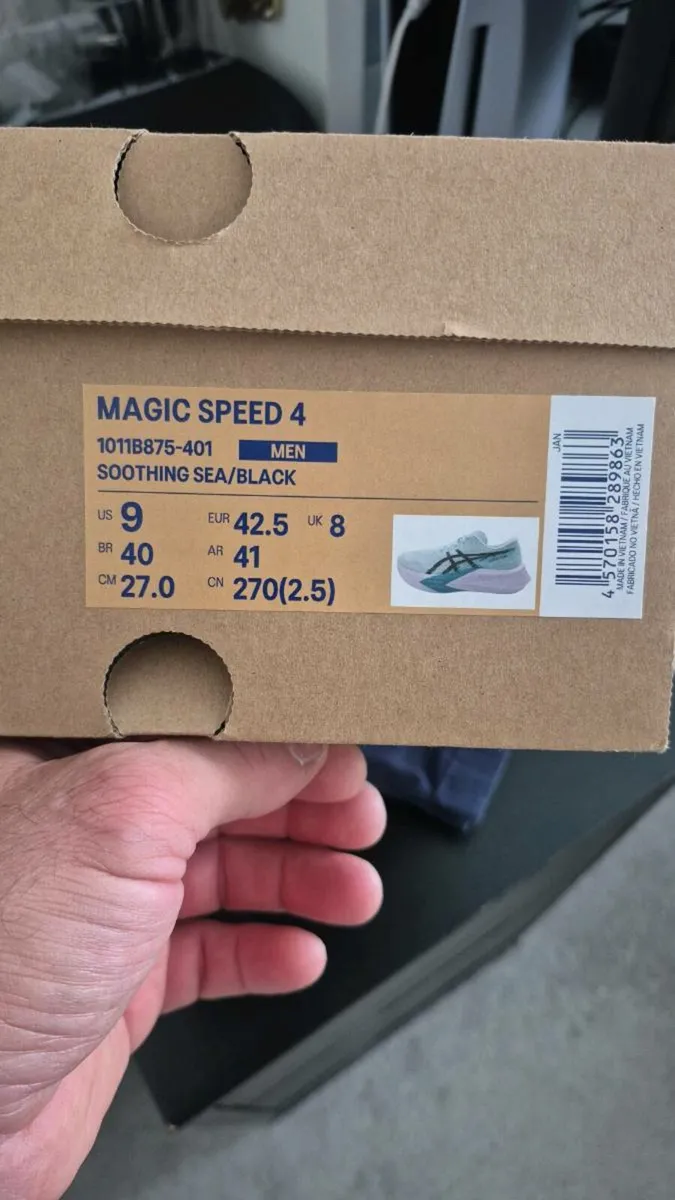 MAGIC SPEED 4
1011B875-401 MEN
SOOTHING SEA/BLACK
US 9 EUR 42.5 UK 8
BR 40 AR 41
CM 27.0 CN 270(2.5)
JAN
4 570158 289863
MADE IN VIETNAM / FABRIQUÉ AU VIETNAM
FABRICADO NO VIETNÃ / HECHO EN VIETNAM